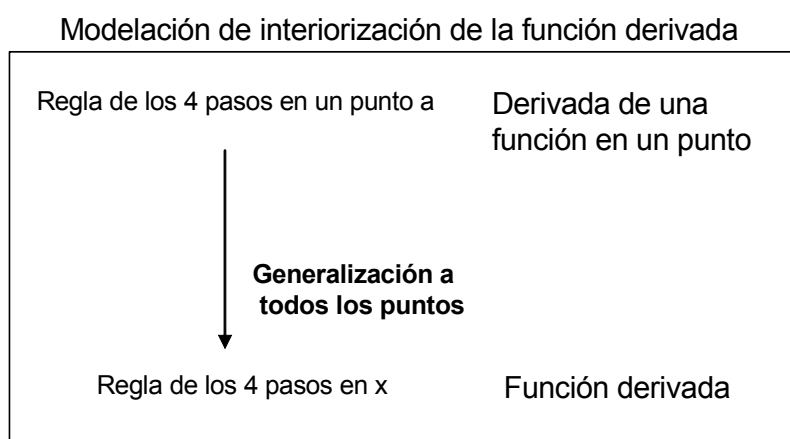 Modelación de interiorización de la función derivada
Regla de los 4 pasos en un punto a
Derivada de una
función en un punto
Generalización a
todos los puntos
Regla de los 4 pasos en x
Función derivada